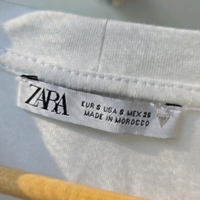 ZARA
EUR S USA S MEX 26
MADE IN MOROCCO